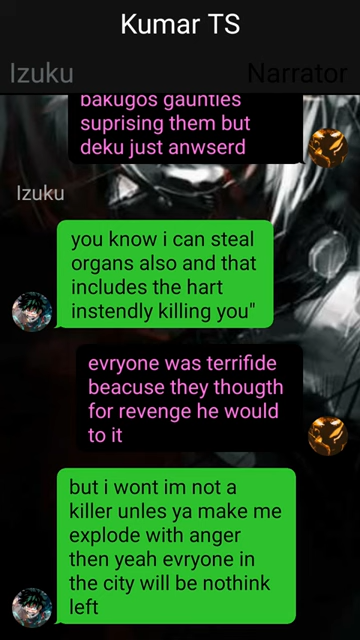 Kumar TS
Izuku
Narrator
bakugos gauntles
suprising them but
deku just anwserd
Izuku
you know i can steal
organs also and that
includes the hart
instendly killing you"
evryone was terrifide
beacuse they thougth
for revenge he would
to it
but i wont im not a
killer unles ya make me
explode with anger
then yeah evryone in
the city will be nothink
left